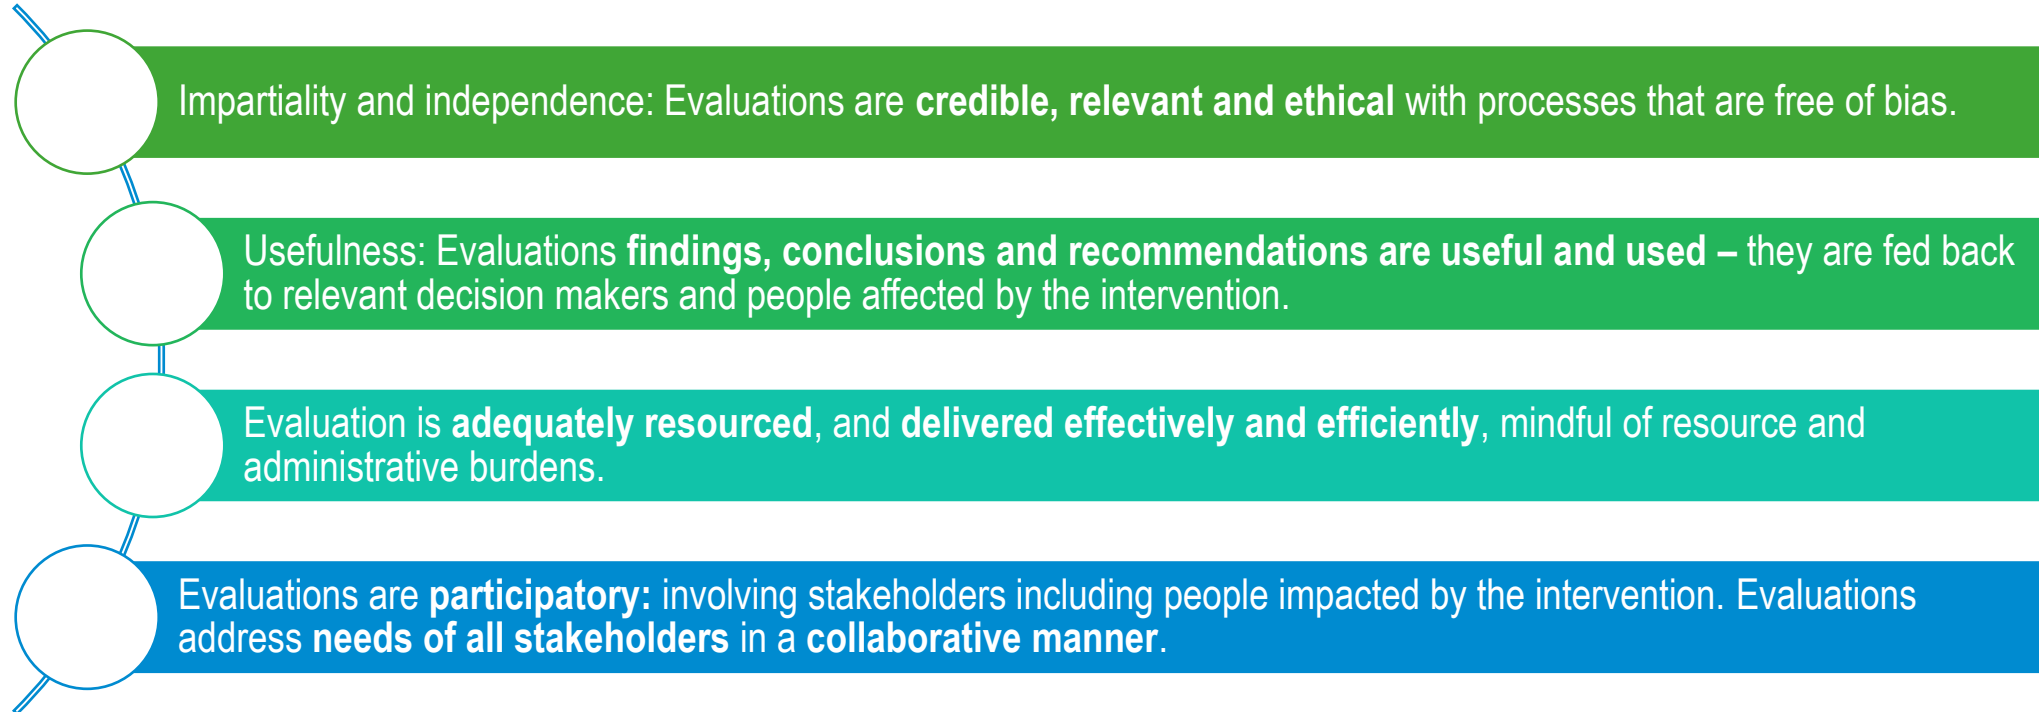 Impartiality and independence: Evaluations are credible, relevant and ethical with processes that are free of bias.
Usefulness: Evaluations findings, conclusions and recommendations are useful and used – they are fed back
to relevant decision makers and people affected by the intervention.
Evaluation is adequately resourced, and delivered effectively and efficiently, mindful of resource and
administrative burdens.
Evaluations are participatory: involving stakeholders including people impacted by the intervention. Evaluations
address needs of all stakeholders in a collaborative manner.